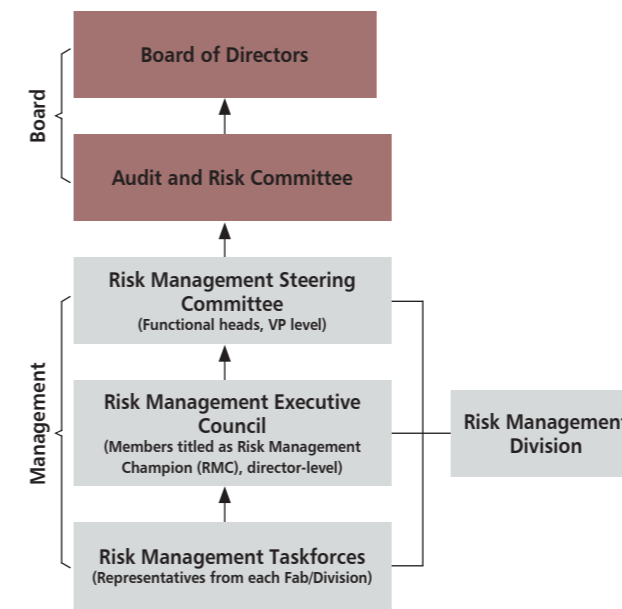 Board of Directors
Board
Audit and Risk Committee
Risk Management Steering
Committee
(Functional heads, VP level)
Management
Risk Management Executive
Council
(Members titled as Risk Management
Champion (RMC), director-level)
Risk Management
Division
Risk Management Taskforces
(Representatives from each Fab/Division)